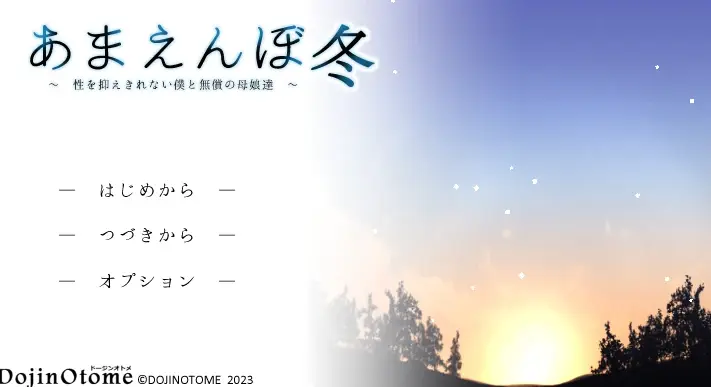 あまえんぼ冬
～ 性を抑えきれない僕と無償の母娘達 ～
― はじめから ―
― つづきから ―
― オプション ―
ドージンオトメ
DojinOtome ©DOJINOTOME 2023